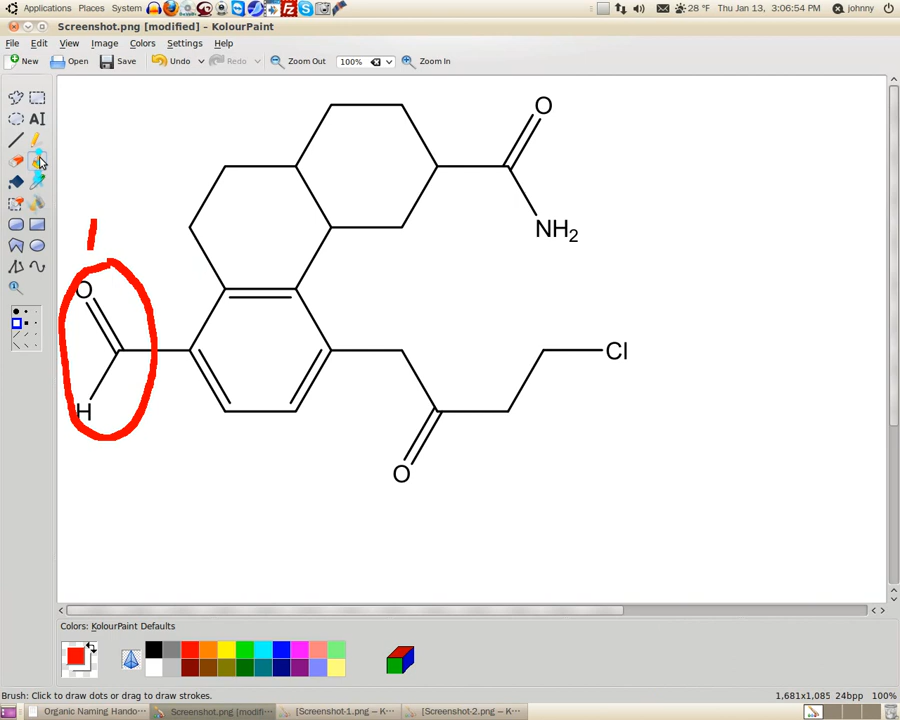 Applications Places System 28 °F Thu Jan 13, 3:06:54 PM johnny
Screenshot.png [modified] – KolourPaint
File Edit View Image Colors Settings Help
New Open Save Undo Redo Zoom Out 100% Zoom In
AI
O
NH2
1
O
H
Cl
O
Colors: KolourPaint Defaults
Brush: Click to draw dots or drag to draw strokes. 1,681x1,085 24bpp 100%
Organic Naming Hando··· Screenshot.png [modifi··· [Screenshot-1.png – K··· [Screenshot-2.png – K···